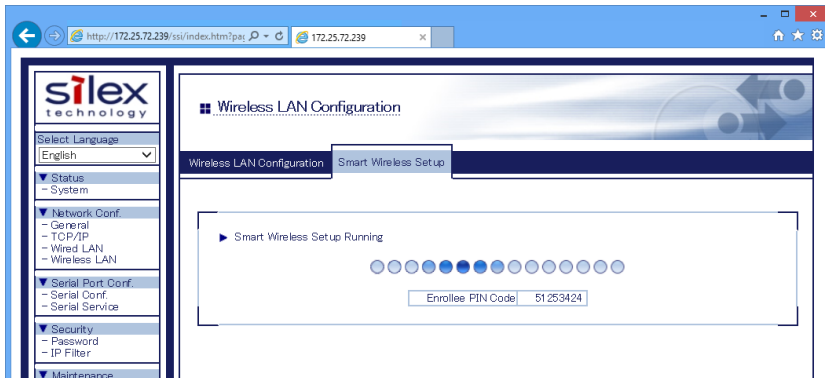 http://172.25.72.239/ssi/index.htm?pa
172.25.72.239
silex
technology
Select Language
English
Status
- System
Network Conf.
- General
- TCP/IP
- Wired LAN
- Wireless LAN
Serial Port Conf.
- Serial Conf.
- Serial Service
Security
- Password
- IP Filter
Maintenance
Wireless LAN Configuration
Wireless LAN Configuration Smart Wireless Setup
Smart Wireless Setup Running
Enrollee PIN Code 51253424